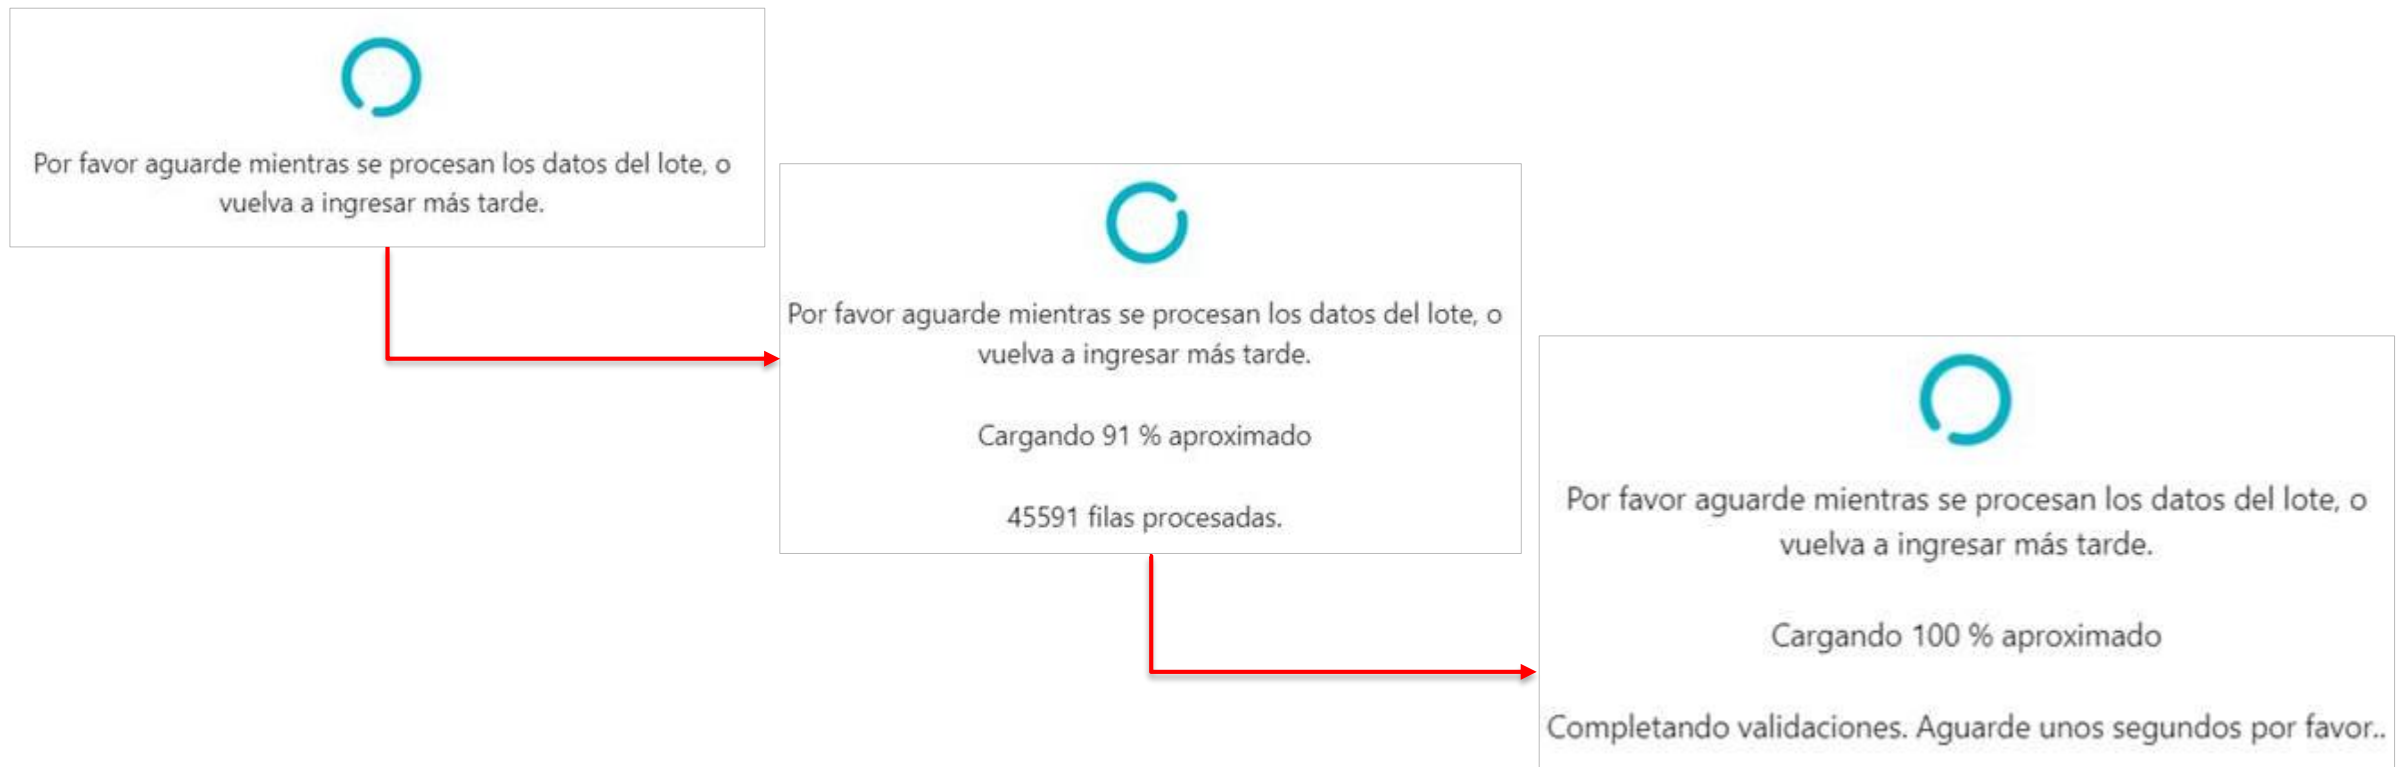 Por favor aguarde mientras se procesan los datos del lote, o
vuelva a ingresar más tarde.
Por favor aguarde mientras se procesan los datos del lote, o
vuelva a ingresar más tarde.
Cargando 91 % aproximado
45591 filas procesadas.
Por favor aguarde mientras se procesan los datos del lote, o
vuelva a ingresar más tarde.
Cargando 100 % aproximado
Completando validaciones. Aguarde unos segundos por favor..